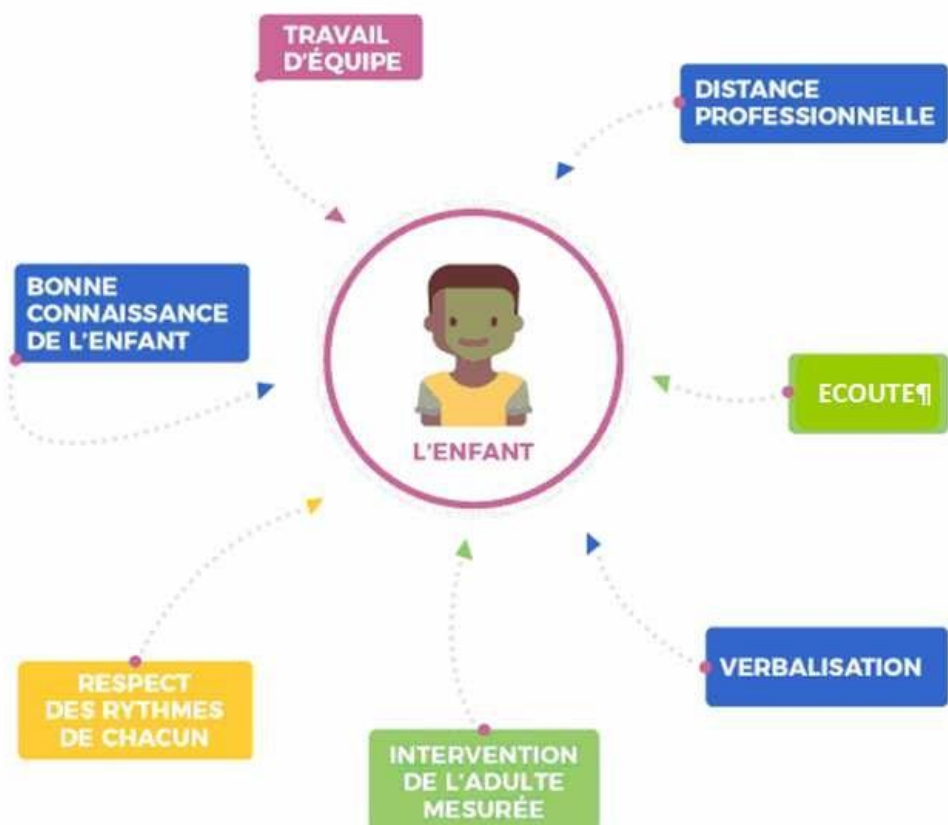 TRAVAIL
D'ÉQUIPE
DISTANCE
PROFESSIONNELLE
BONNE
CONNAISSANCE
DE L'ENFANT
ECOUTE¶
L'ENFANT
RESPECT
DES RYTHMES
DE CHACUN
VERBALISATION
INTERVENTION
DE L'ADULTE
MESURÉE